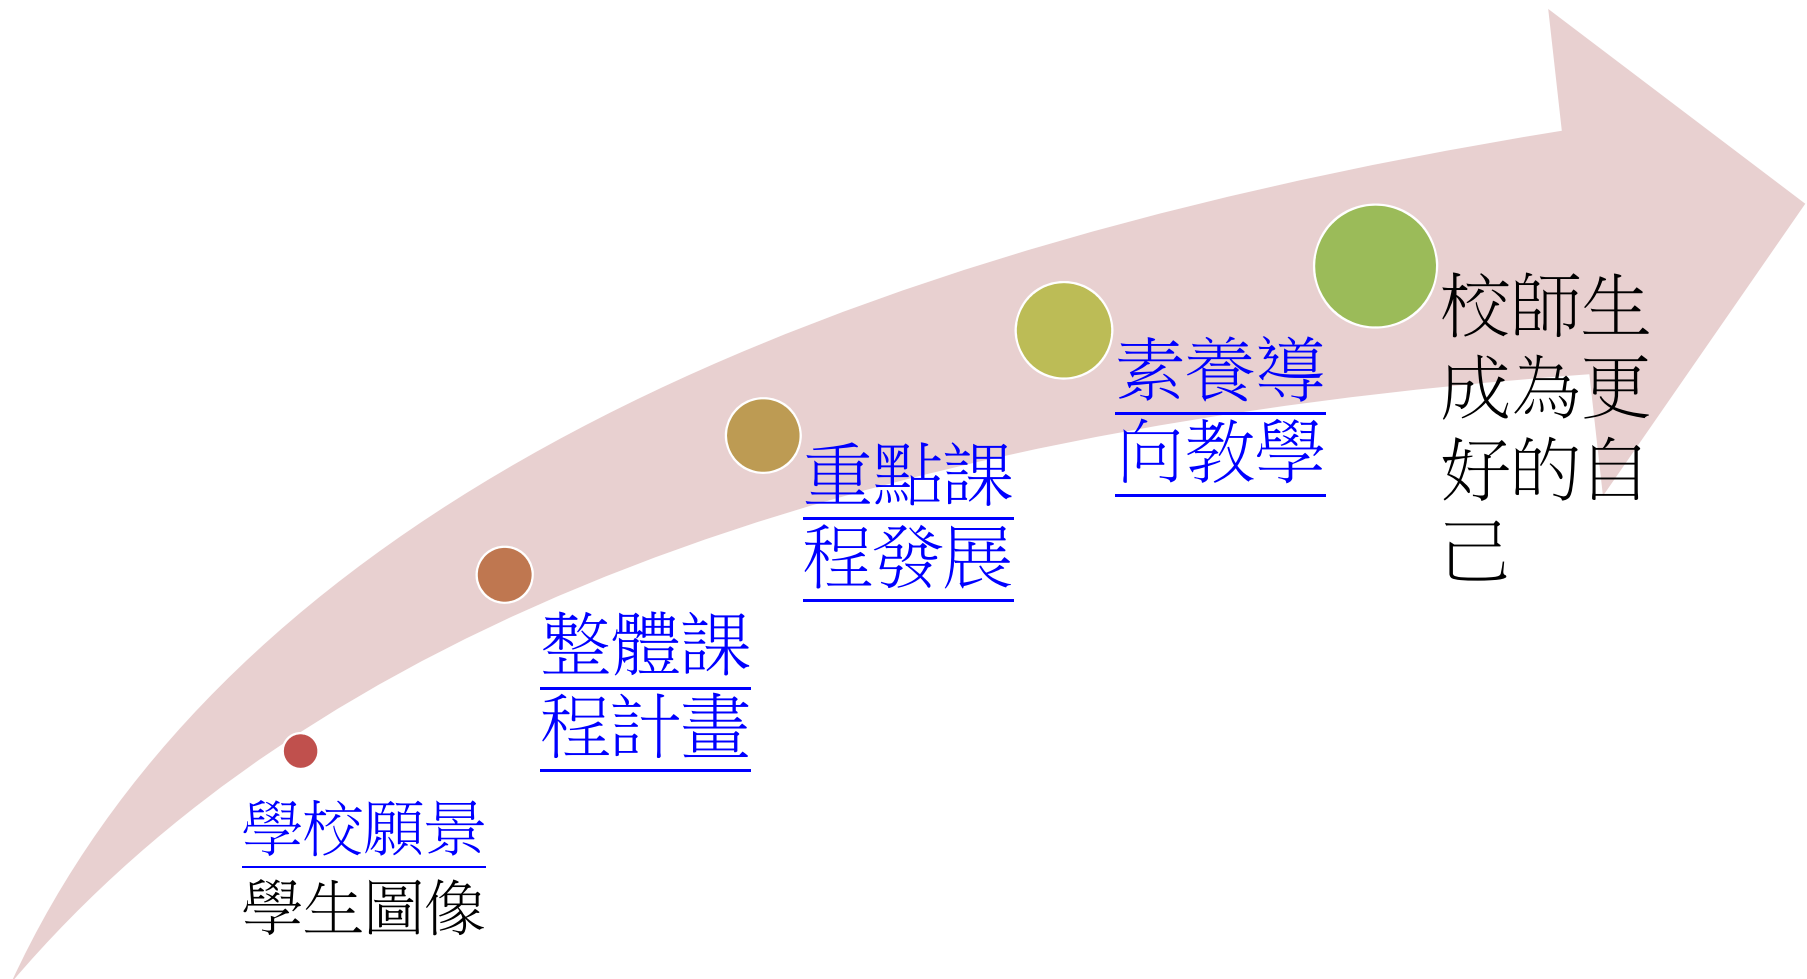 學校願景
學生圖像
整體課
程計畫
重點課
程發展
素養導
向教學
校師生
成為更
好的自
己